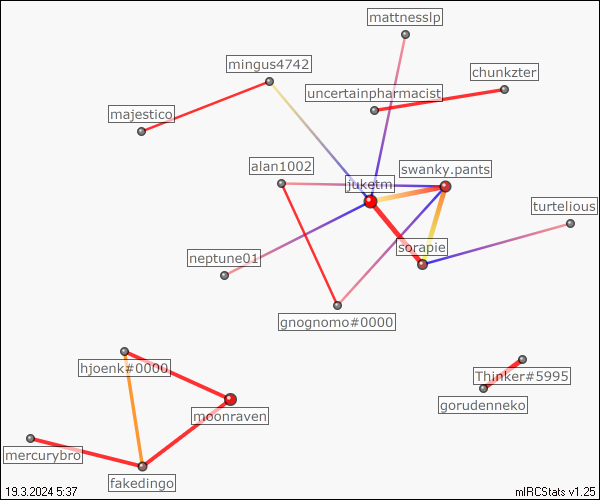 mattnesslp
mingus4742
chunkzter
uncertainpharmacist
majestico
alan1002
swanky.pants
juketm
turtelious
sorapie
neptune01
gnognomo#0000
hjoenk#0000
Thinker#5995
gorudenneko
moonraven
mercurybro
fakedingo
19.3.2024 5:37
mIRCStats v1.25